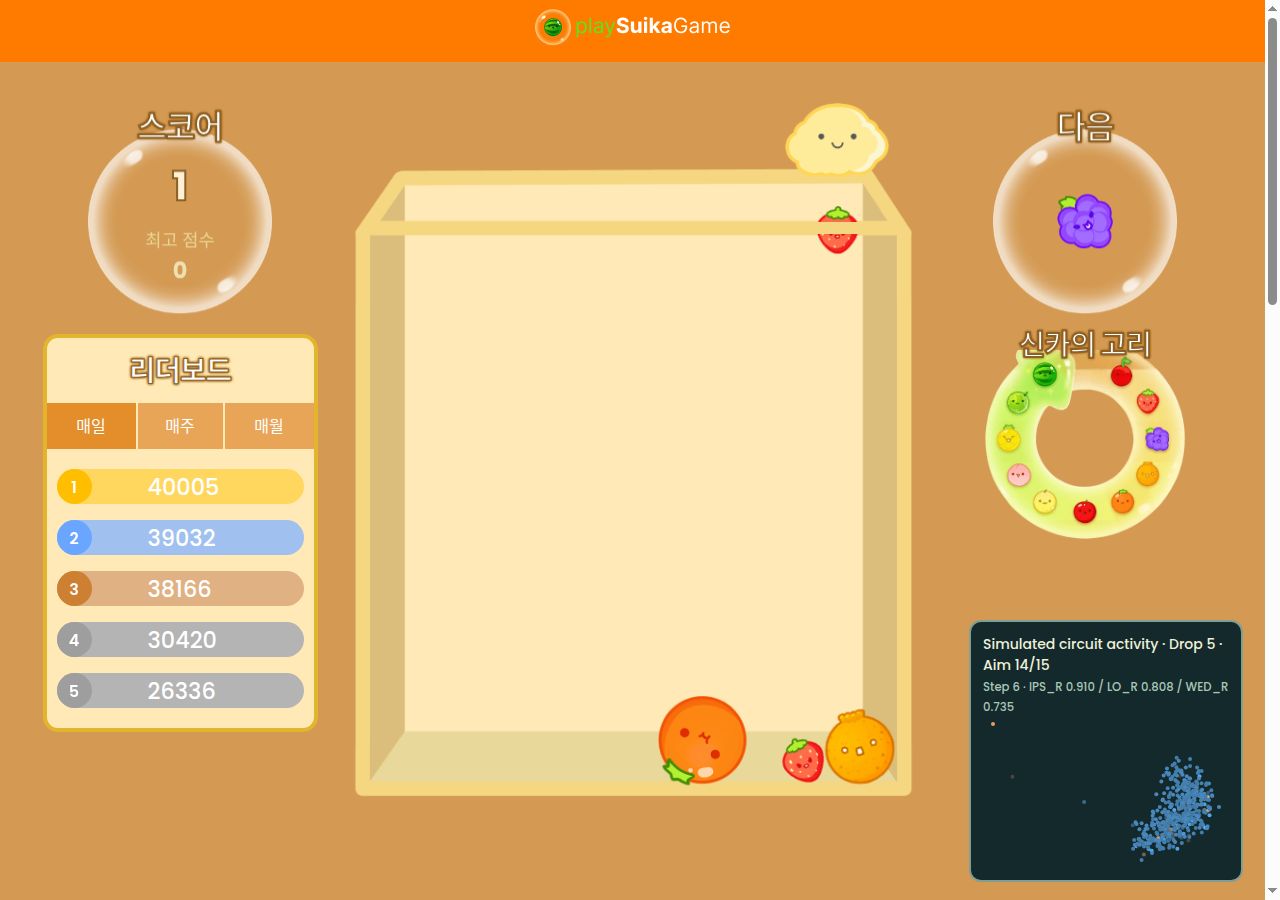 playSuikaGame
스코어
1
최고 점수
0
다음
리더보드
매일 매주 매월
1 40005
2 39032
3 38166
4 30420
5 26336
신카의 고리
Simulated circuit activity · Drop 5 ·
Aim 14/15
Step 6 · IPS_R 0.910 / LO_R 0.808 / WED_R
0.735